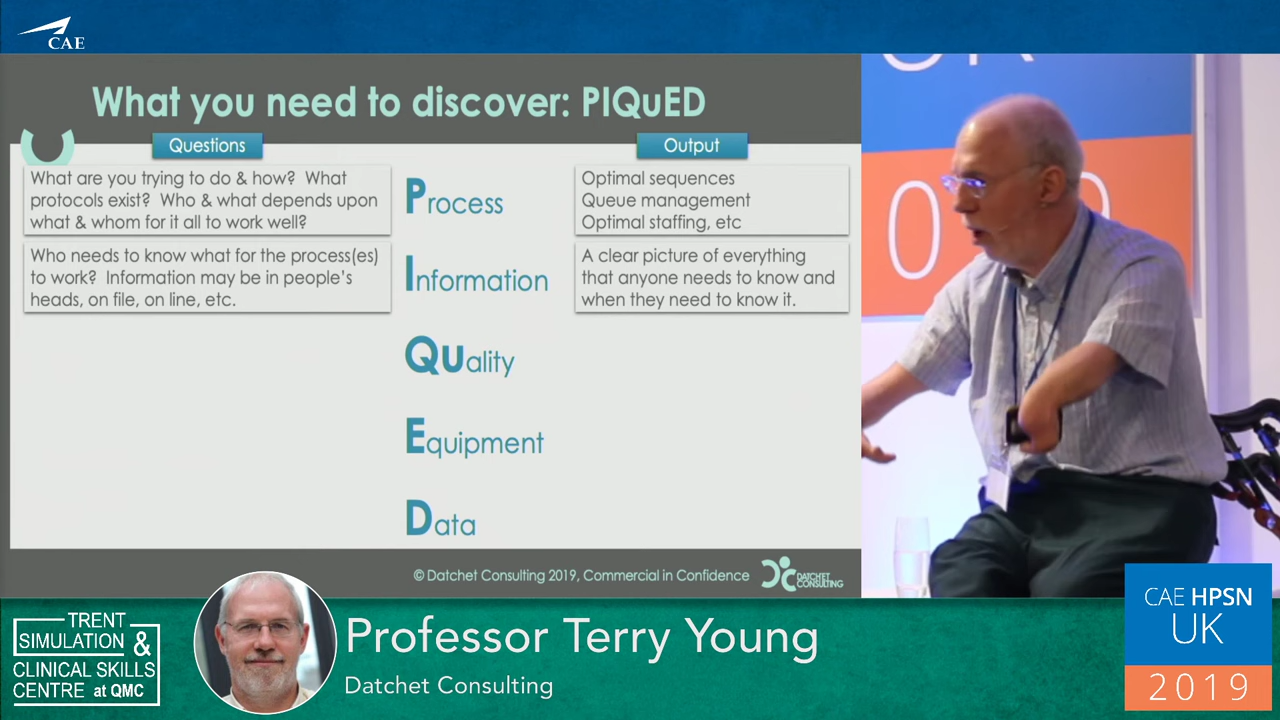 CAE
What you need to discover: PIQuED
Questions
Output
What are you trying to do & how? What
protocols exist? Who & what depends upon
what & whom for it all to work well?
Process
Optimal sequences
Queue management
Optimal staffing, etc
Who needs to know what for the process(es)
to work? Information may be in people's
heads, on file, on line, etc.
Information
A clear picture of everything
that anyone needs to know and
when they need to know it.
Quality
Equipment
Data
© Datchet Consulting 2019, Commercial in Confidence
DATCHET
CONSULTING
TRENT
SIMULATION &
CLINICAL SKILLS
CENTRE at QMC
Professor Terry Young
Datchet Consulting
CAE HPSN
UK
2019